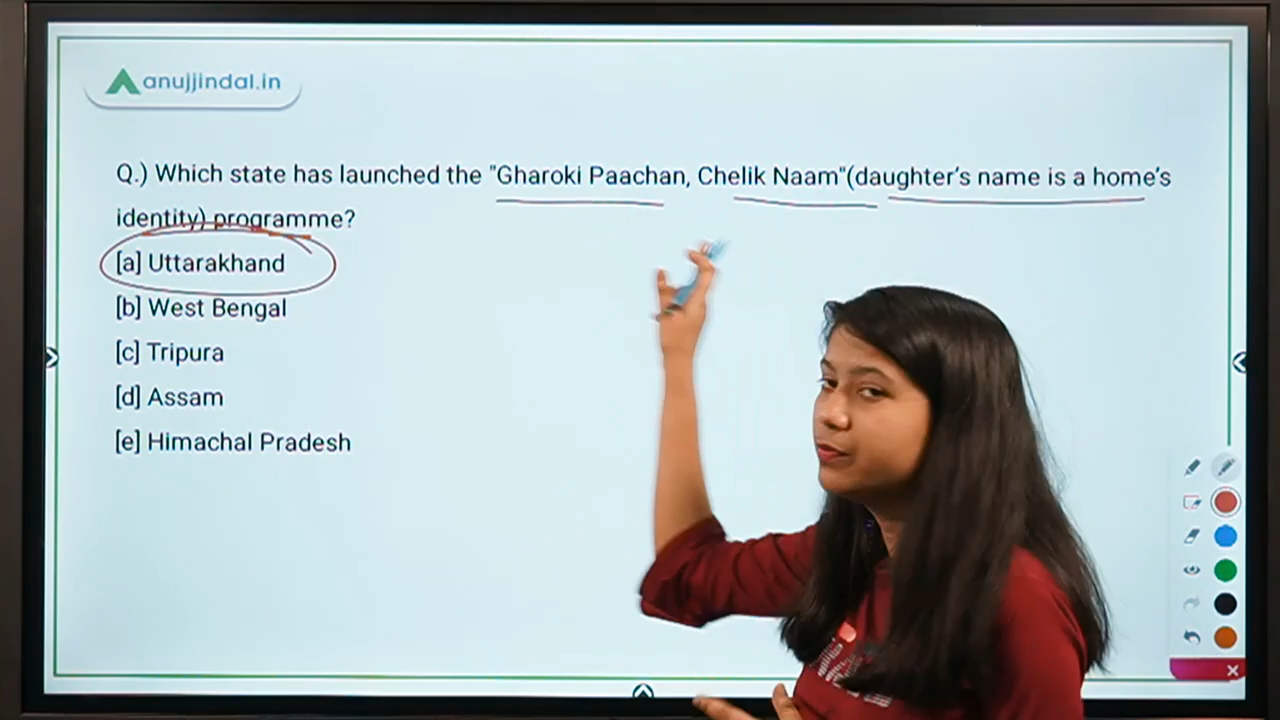 anujjindal.in
Q.) Which state has launched the "Gharoki Paachan, Chelik Naam"(daughter's name is a home's
identity) programme?
[a] Uttarakhand
[b] West Bengal
[c] Tripura
[d] Assam
[e] Himachal Pradesh